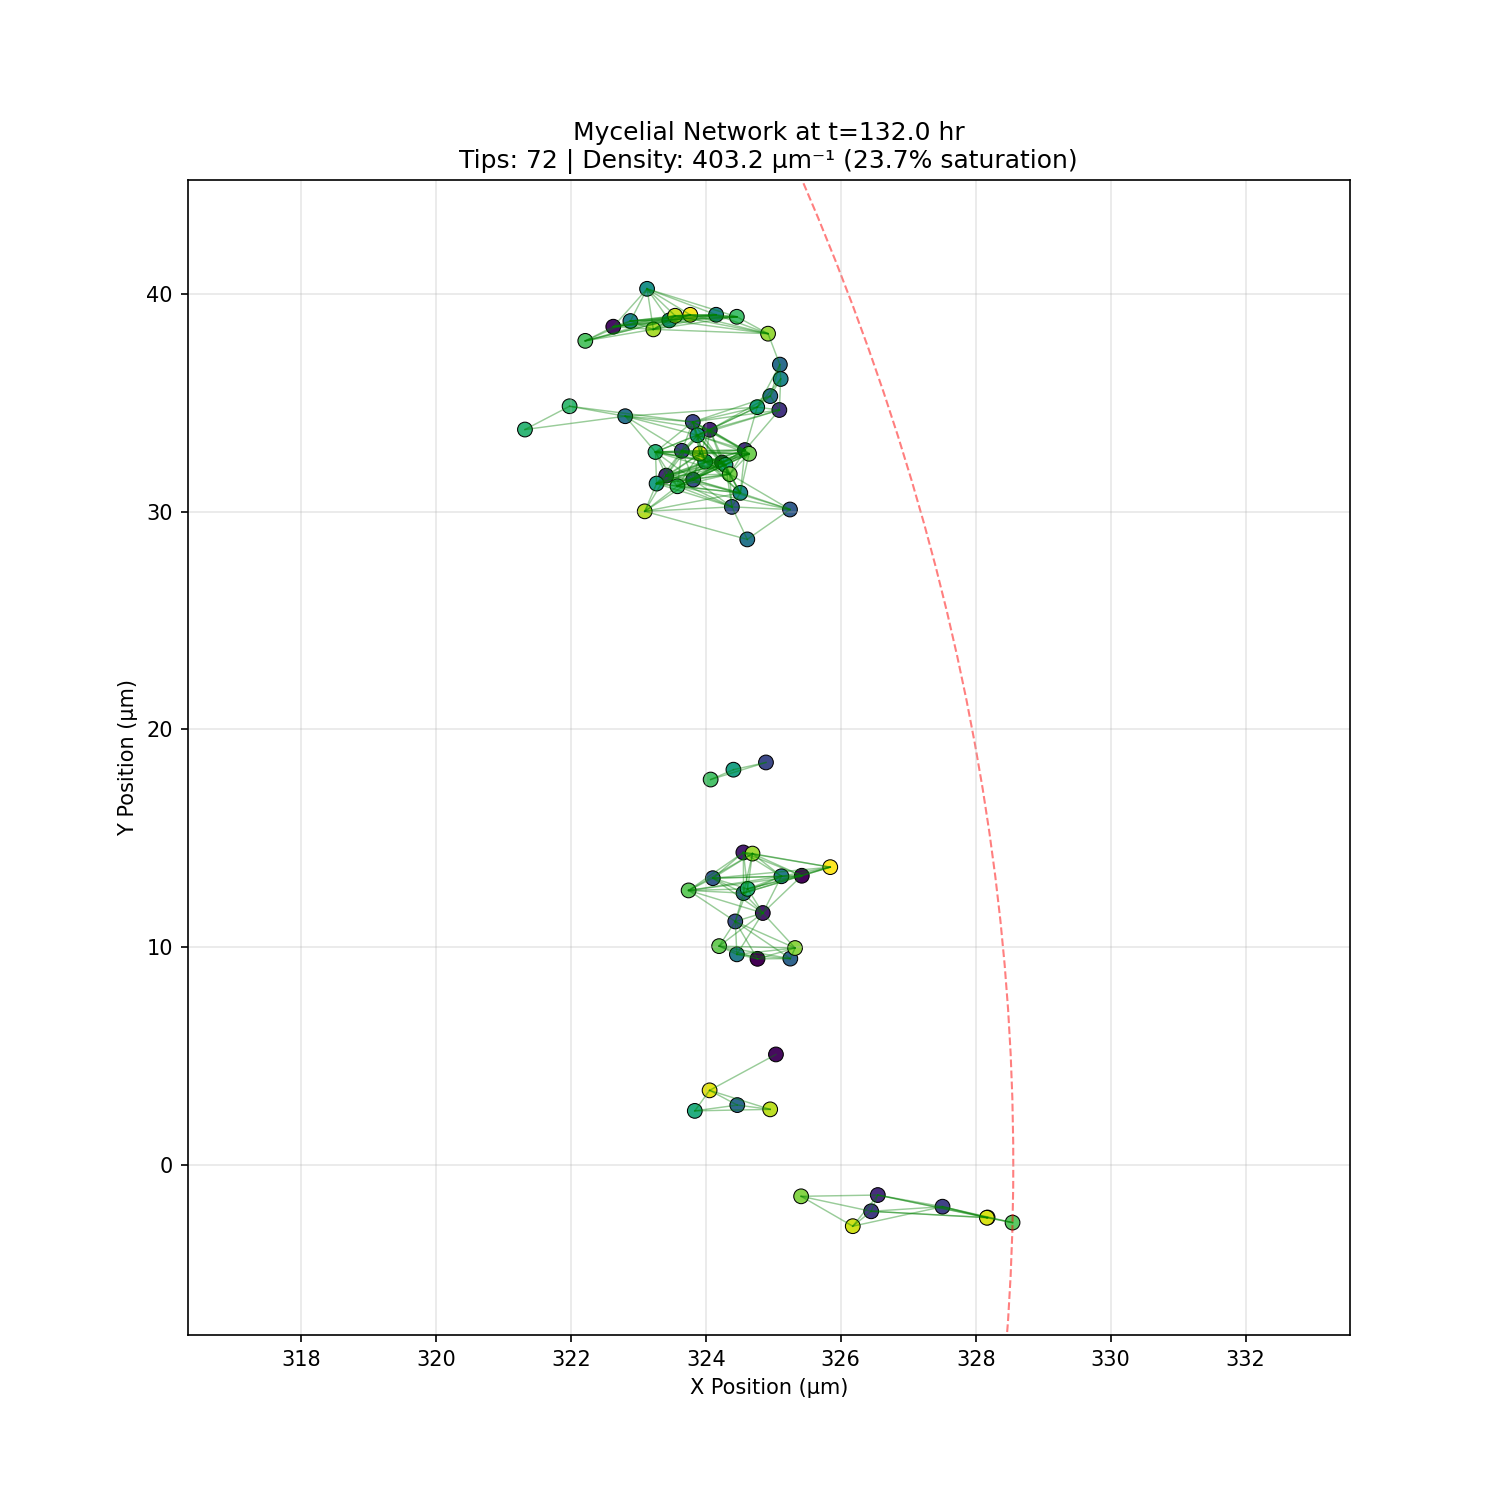 Mycelial Network at t=132.0 hr
Tips: 72 | Density: 403.2 μm⁻¹ (23.7% saturation)
40
30
20
10
0
Y Position (μm)
318 320 322 324 326 328 330 332
X Position (μm)